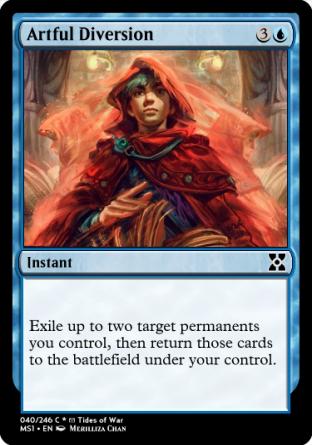 Artful Diversion 3
Instant
Exile up to two target permanents
you control, then return those cards
to the battlefield under your control.
040/246 C * Tides of War
MS1 • EN Merilliza Chan